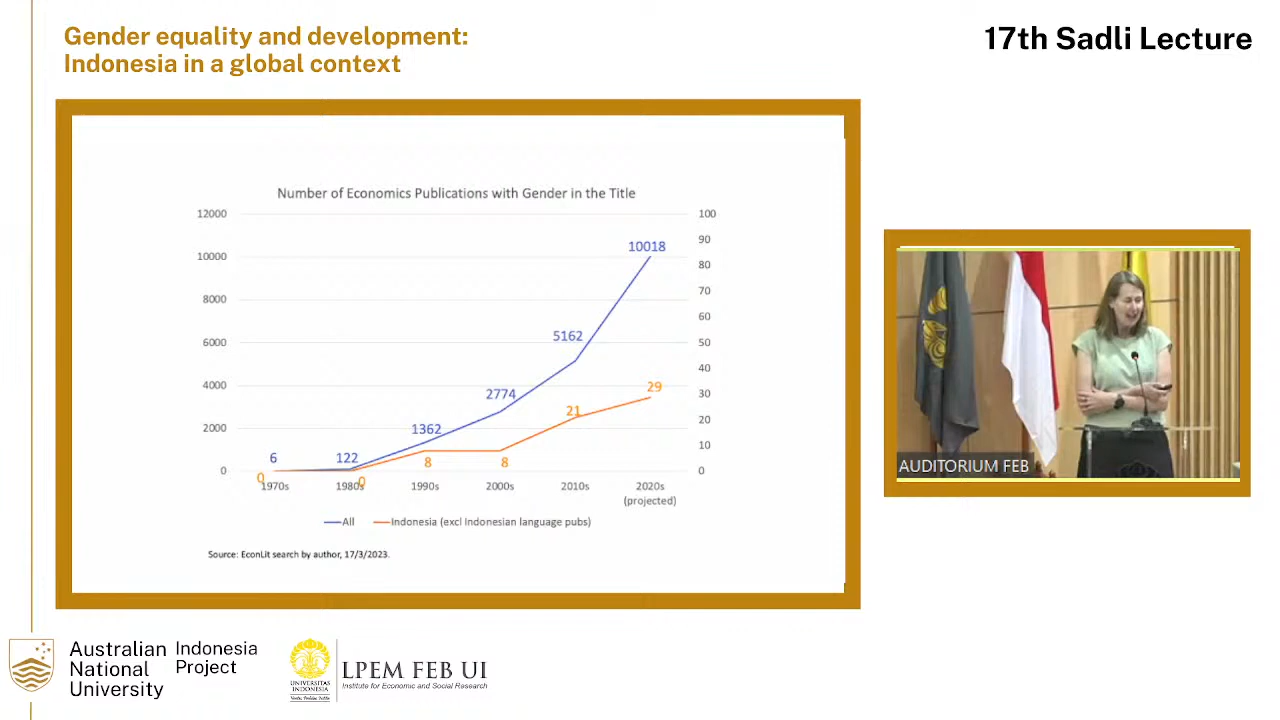 Gender equality and development:
Indonesia in a global context
17th Sadli Lecture
Number of Economics Publications with Gender in the Title
12000
10000
8000
6000
4000
2000
0
100
90
80
70
60
50
40
30
20
10
0
6
122
1362
2774
5162
10018
0
0
8
8
21
29
1970s
1980s
1990s
2000s
2010s
2020s
(projected)
All
Indonesia (excl Indonesian language pubs)
Source: EconLit search by author, 17/3/2023.
AUDITORIUM FEB
Australian
National
University
Indonesia
Project
UNIVERSITAS
INDONESIA
LPEM FEB UI
Institute for Economic and Social Research